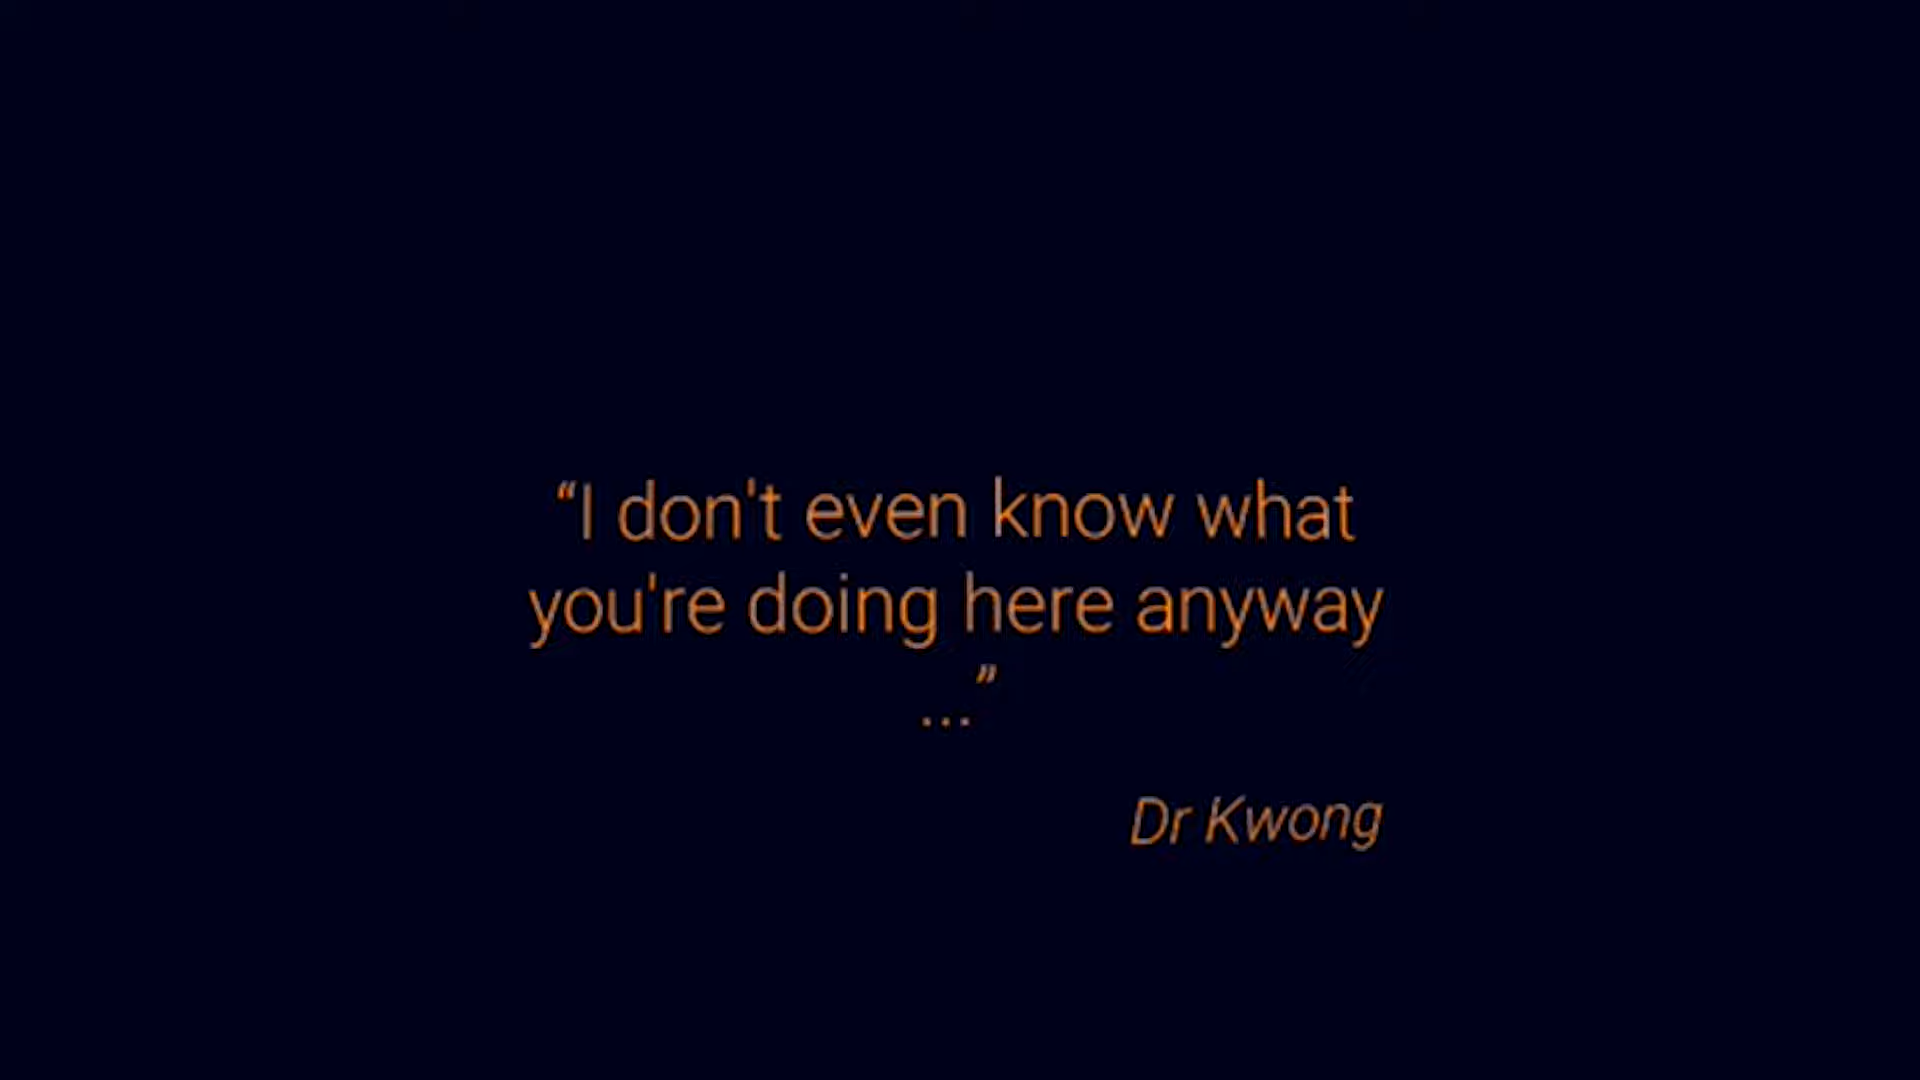 “I don't even know what
you're doing here anyway
...”
Dr Kwong